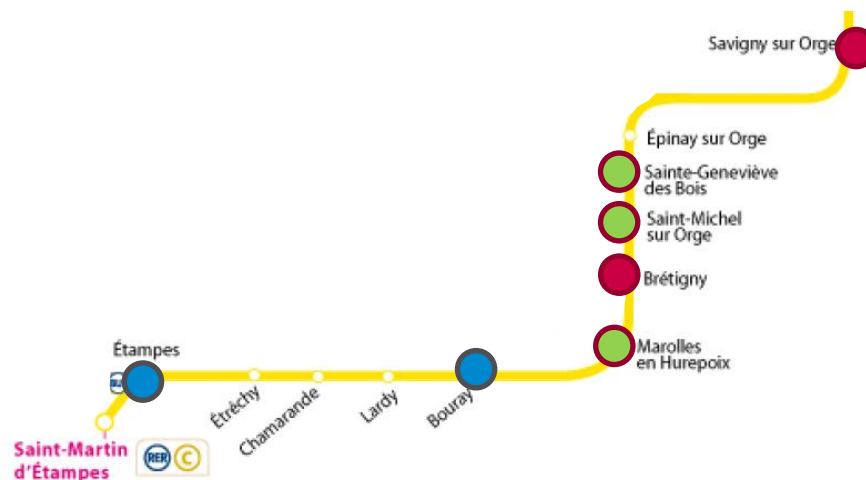 Savigny sur Orge
Épinay sur Orge
Sainte-Geneviève
des Bois
Saint-Michel
sur Orge
Brétigny
Marolles
en Hurepoix
Étampes
Étréchy
Chamarande
Lardy
Bouray
Saint-Martin
d'Étampes
RER C